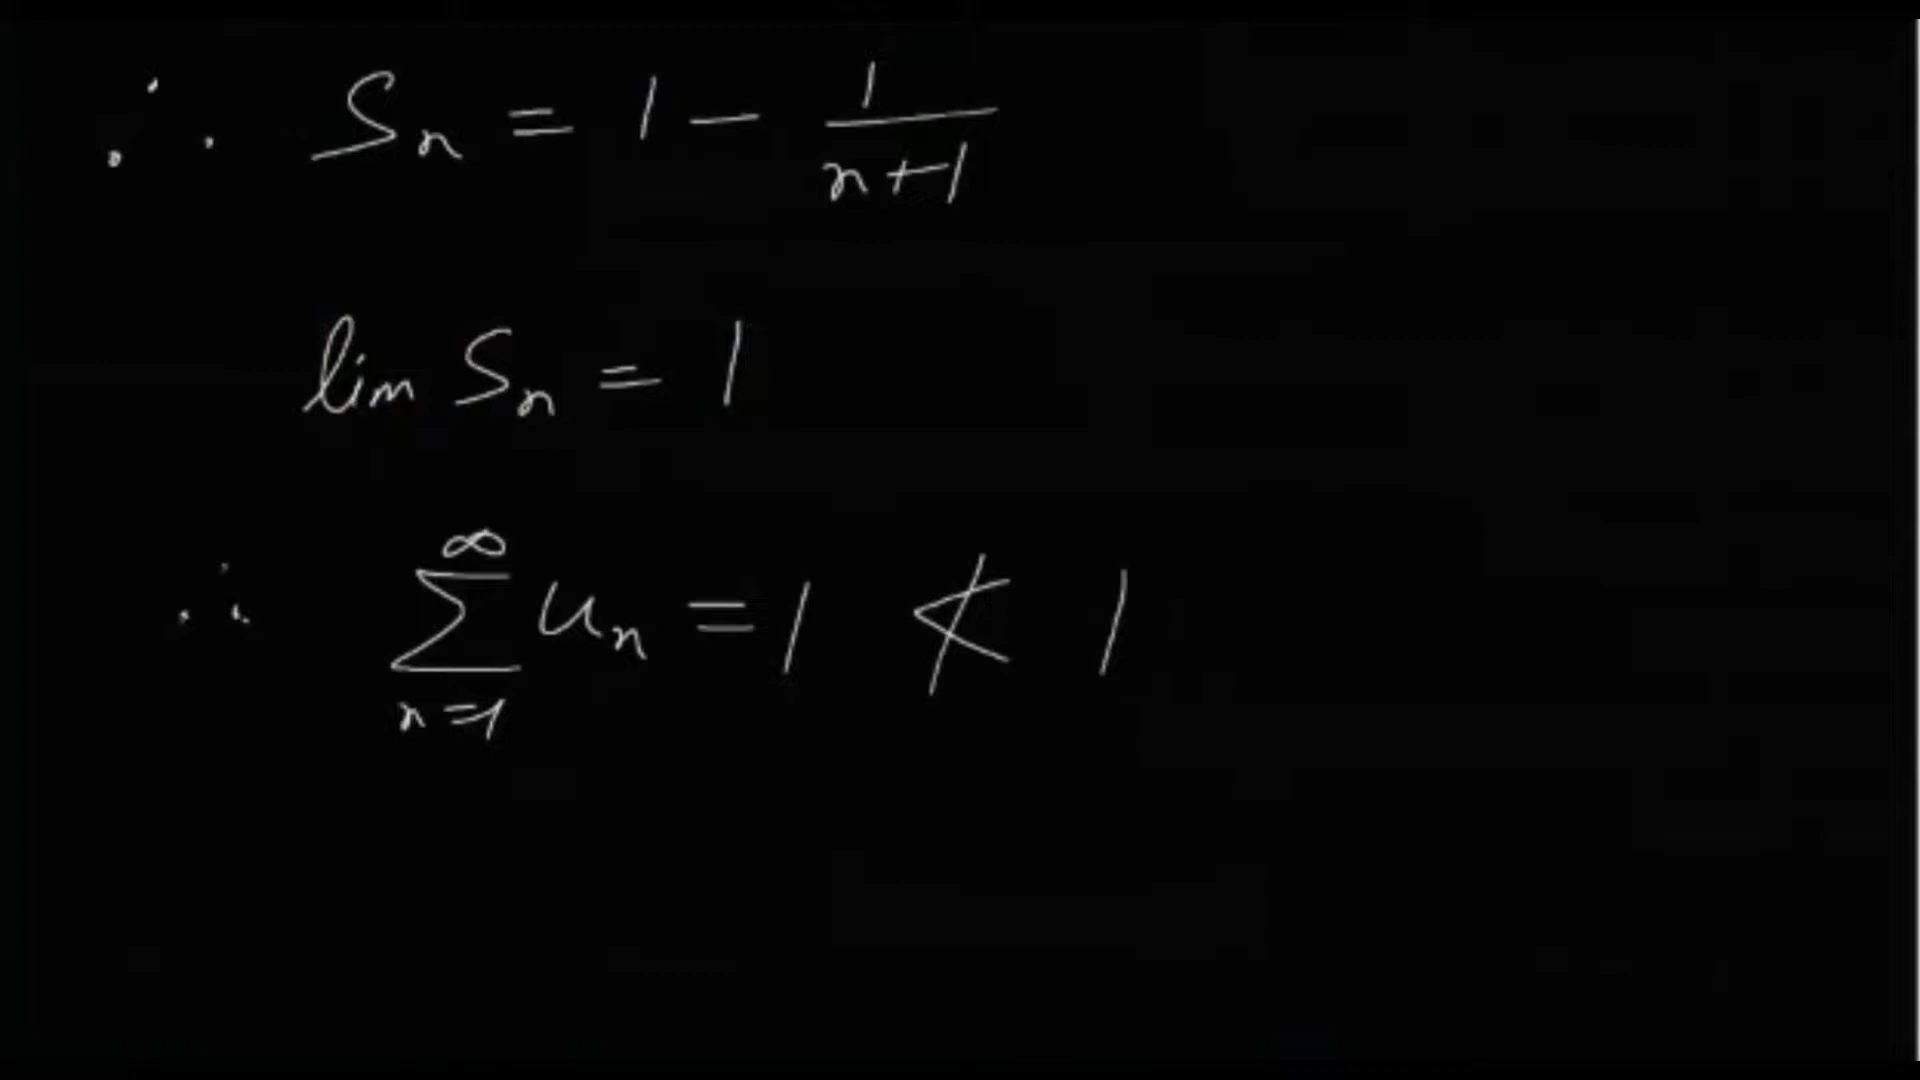 ∴ Sₙ = 1 - 1/(n+1)
lim Sₙ = 1
∴ ∑_{n=1}^{∞} uₙ = 1 ≮ 1